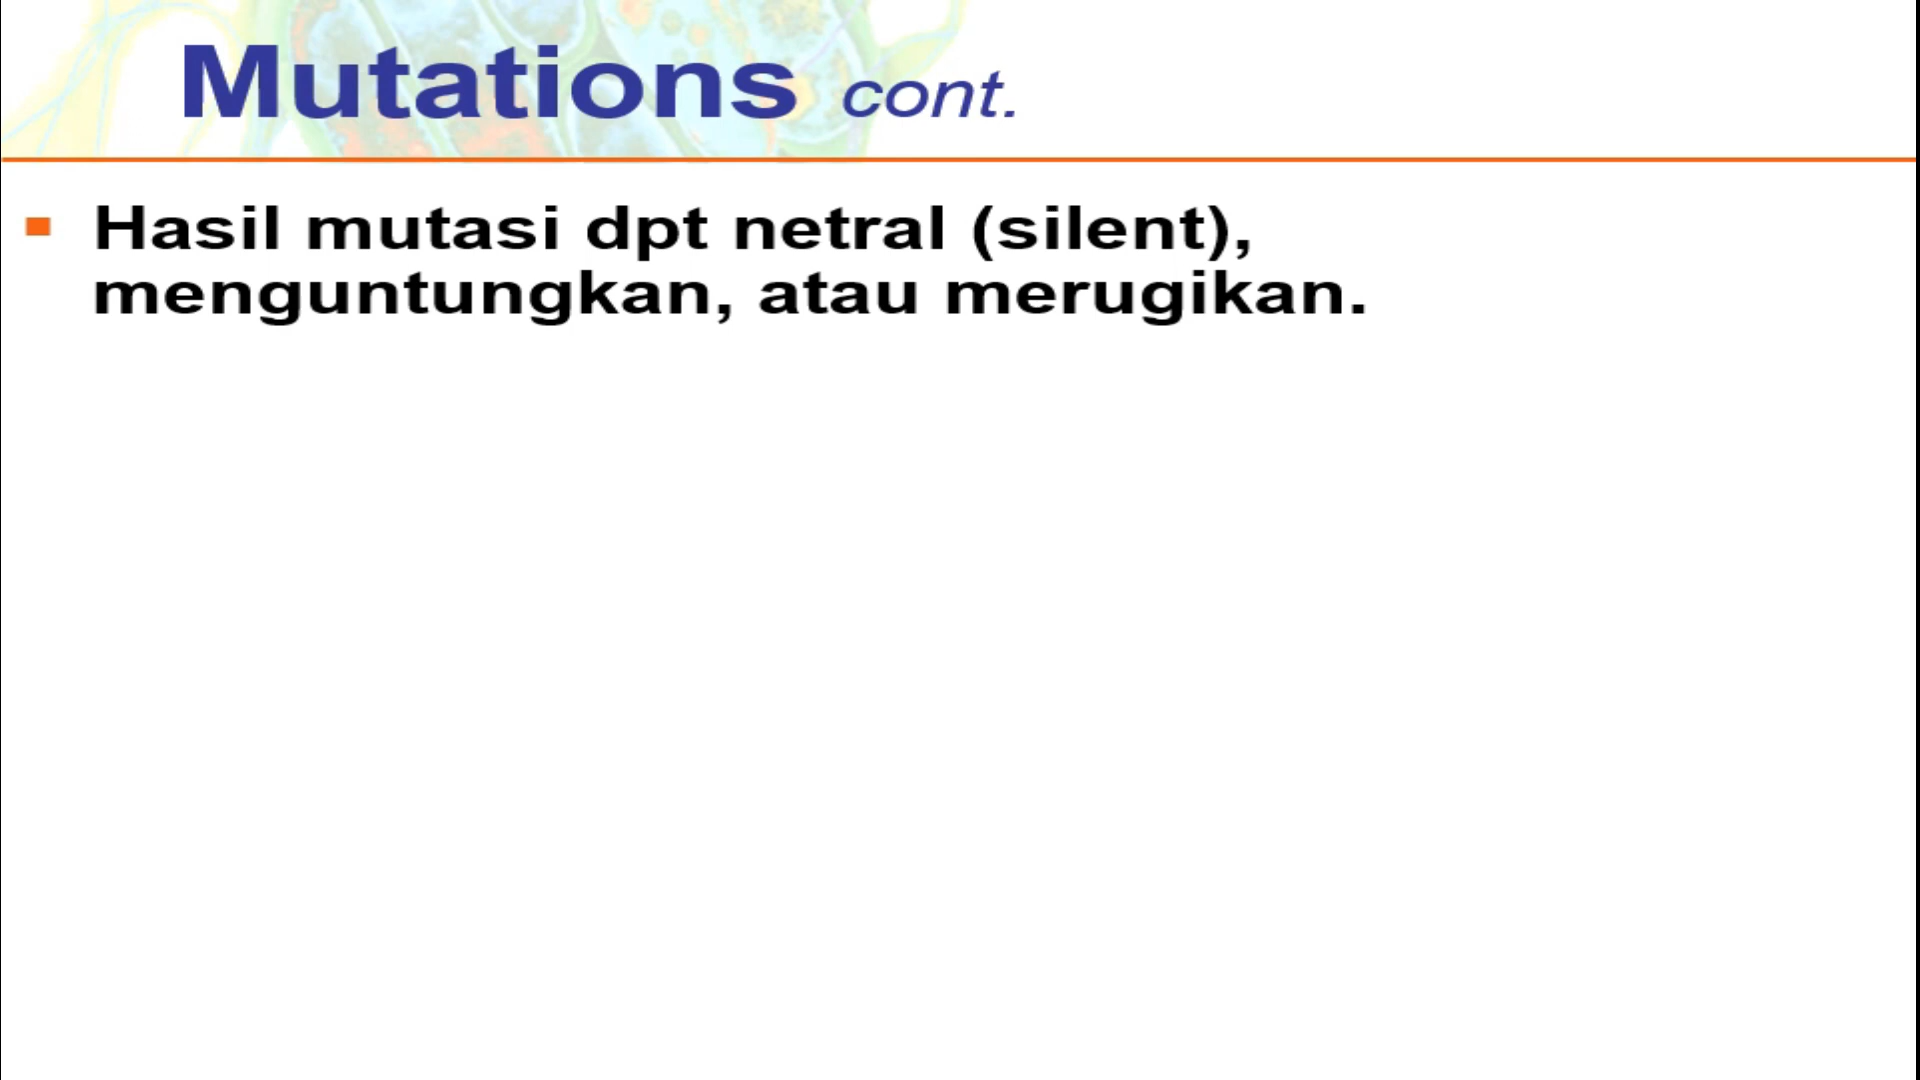 Mutations cont.
Hasil mutasi dpt netral (silent),
menguntungkan, atau merugikan.